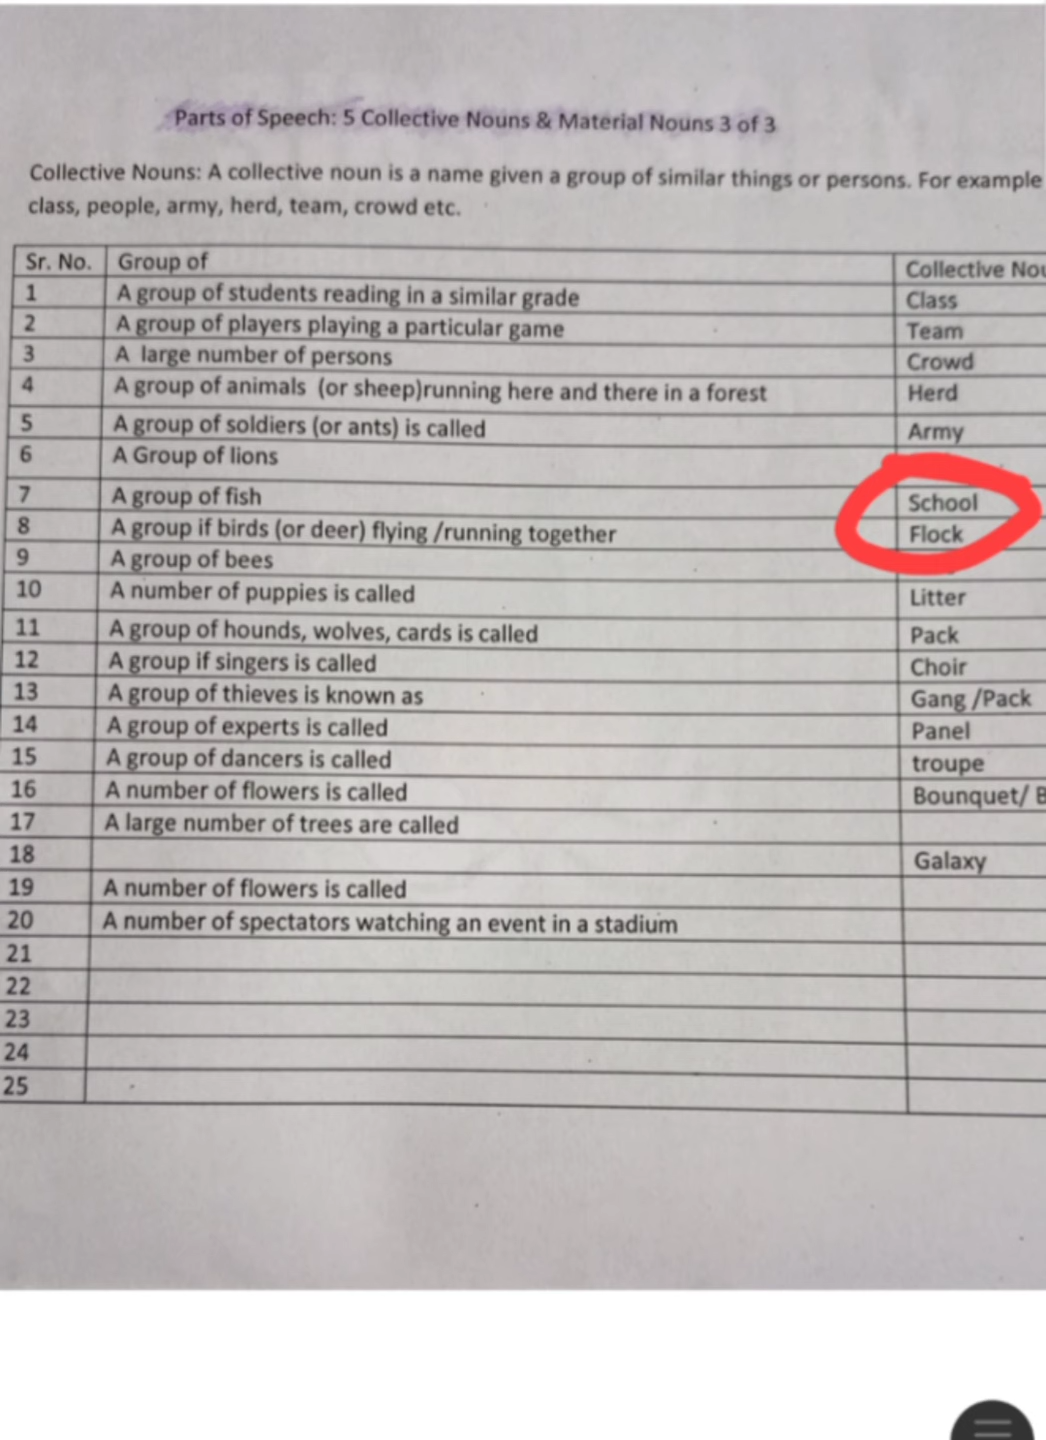 Parts of Speech: 5 Collective Nouns & Material Nouns 3 of 3
Collective Nouns: A collective noun is a name given a group of similar things or persons. For example
class, people, army, herd, team, crowd etc.
Sr. No. Group of Collective Nou
1 A group of students reading in a similar grade Class
2 A group of players playing a particular game Team
3 A large number of persons Crowd
4 A group of animals (or sheep)running here and there in a forest Herd
5 A group of soldiers (or ants) is called Army
6 A Group of lions
7 A group of fish School
8 A group if birds (or deer) flying /running together Flock
9 A group of bees
10 A number of puppies is called Litter
11 A group of hounds, wolves, cards is called Pack
12 A group if singers is called Choir
13 A group of thieves is known as Gang /Pack
14 A group of experts is called Panel
15 A group of dancers is called troupe
16 A number of flowers is called Bounquet/ B
17 A large number of trees are called
18 Galaxy
19 A number of flowers is called
20 A number of spectators watching an event in a stadium
21
22
23
24
25